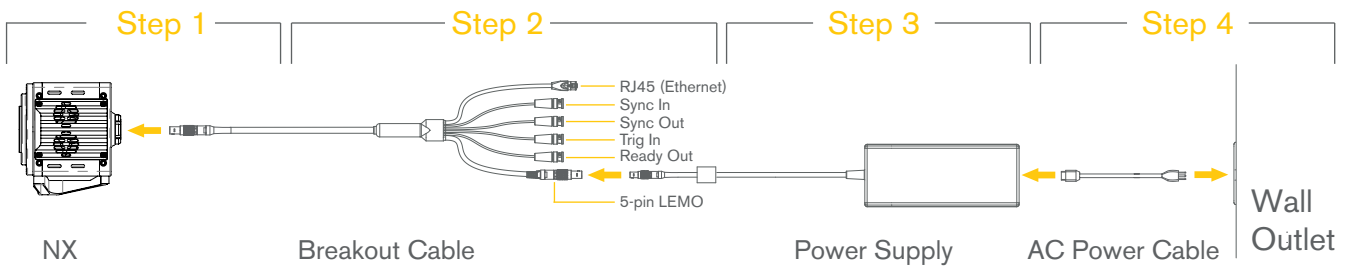 Step 1
Step 2
Step 3
Step 4
RJ45 (Ethernet)
Sync In
Sync Out
Trig In
Ready Out
5-pin LEMO
NX
Breakout Cable
Power Supply
AC Power Cable
Wall
Outlet